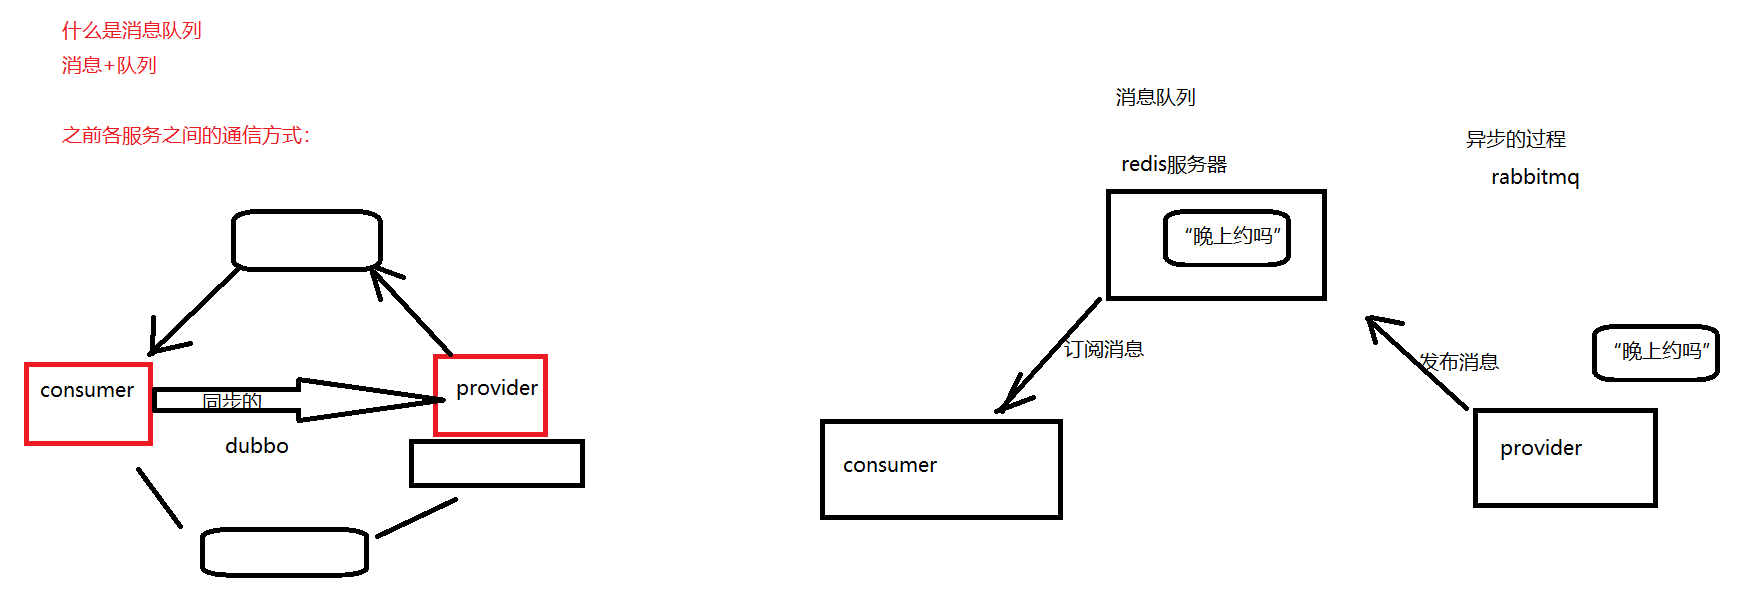 什么是消息队列
消息+队列
之前各服务之间的通信方式：
consumer
同步的
provider
dubbo
消息队列
redis服务器
“晚上约吗”
异步的过程
rabbitmq
订阅消息
发布消息
“晚上约吗”
consumer
provider